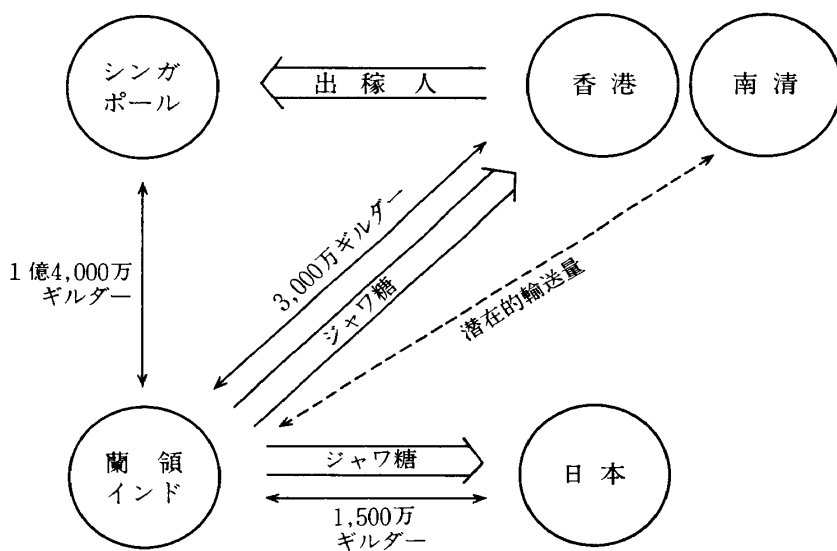 シンガ
ポール
出稼人
香港
南清
1億4,000万
ギルダー
3,000万ギルダー
ジャワ糖
潜在的輸送量
蘭領
インド
ジャワ糖
日本
1,500万
ギルダー